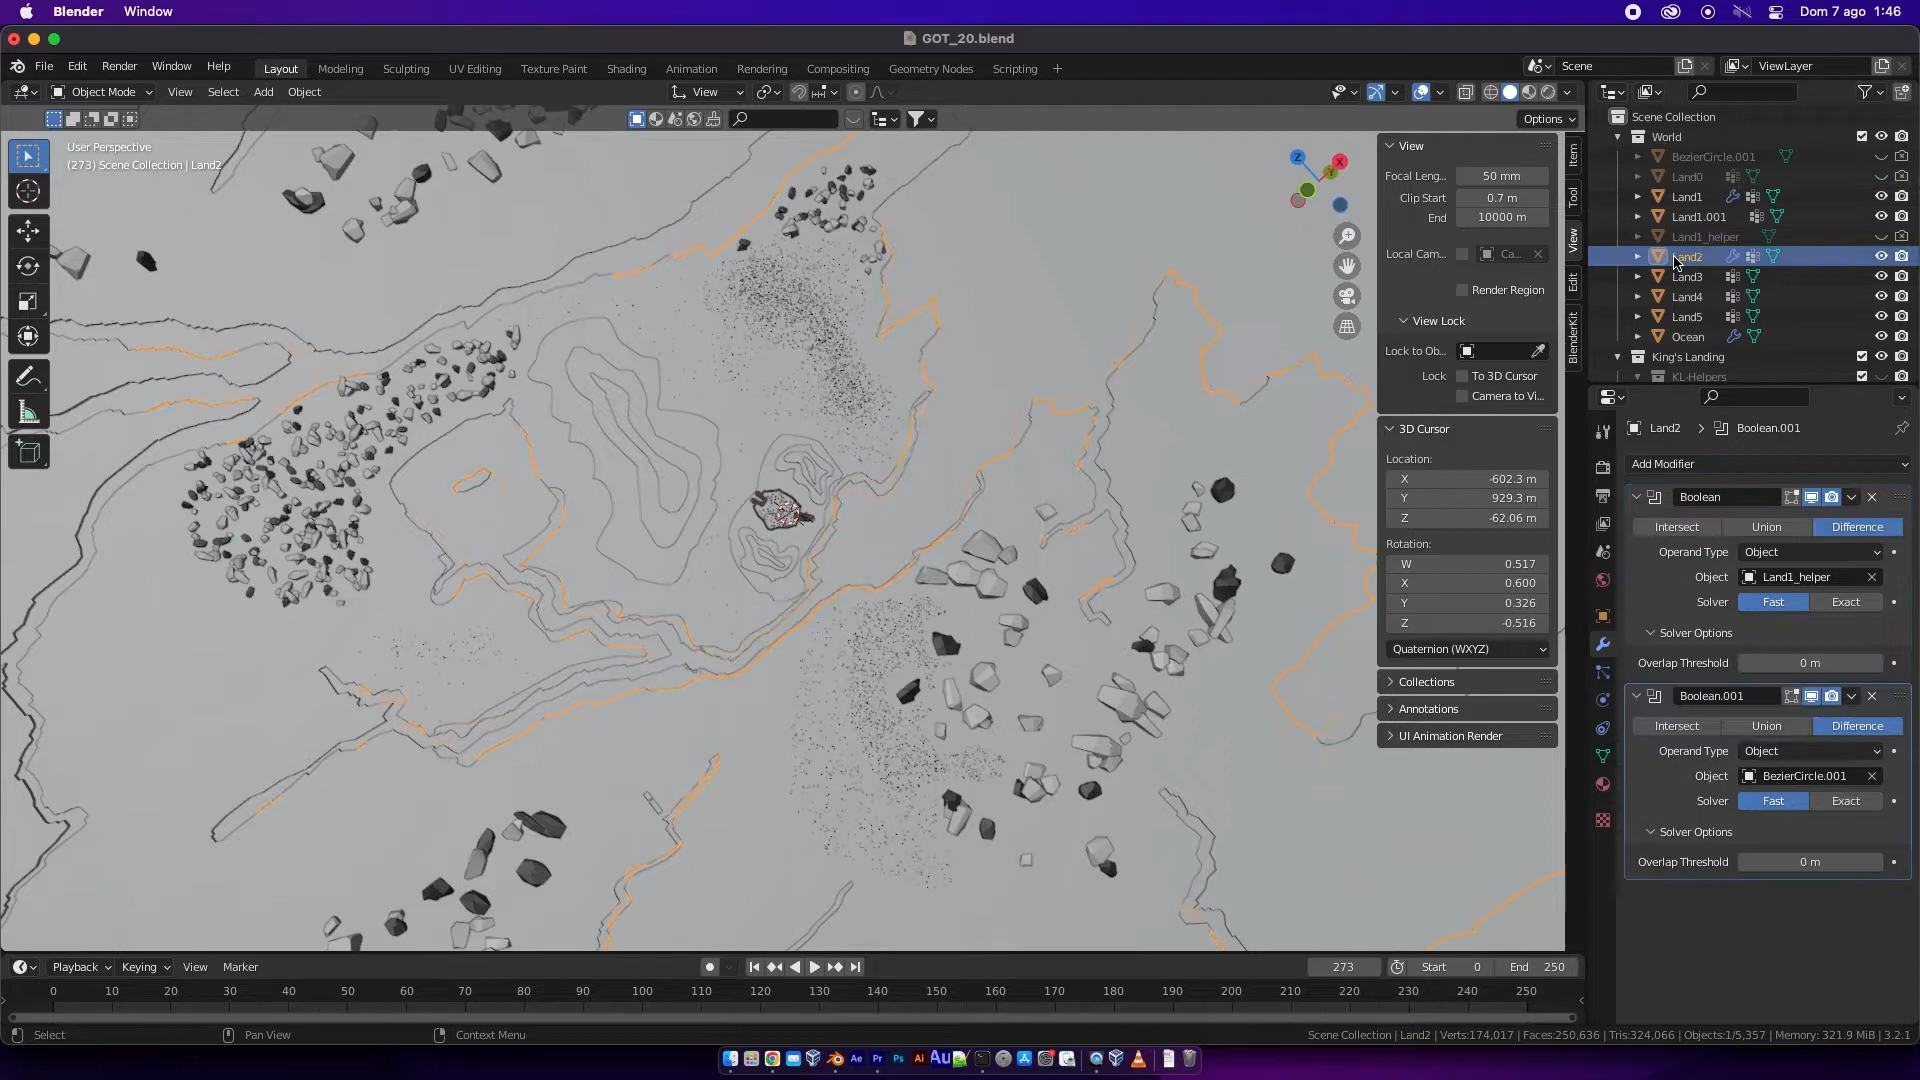 Blender Window Dom 7 ago 1:46
GOT_20.blend
File Edit Render Window Help Layout Modeling Sculpting UV Editing Texture Paint Shading Animation Rendering Compositing Geometry Nodes Scripting + Scene ViewLayer
Object Mode View Select Add Object View
Options
User Perspective
(273) Scene Collection | Land2
Z X Y
View
Focal Leng... 50 mm
Clip Start 0.7 m
End 10000 m
Local Cam... Ca...
Render Region
View Lock
Lock to Ob...
Lock To 3D Cursor
Camera to Vi...
3D Cursor
Location:
X -602.3 m
Y 929.3 m
Z -62.06 m
Rotation:
W 0.517
X 0.600
Y 0.326
Z -0.516
Quaternion (WXYZ)
Collections
Annotations
UI Animation Render
Item
Tool
View
Edit
BlenderKit
Scene Collection
World
BezierCircle.001
Land0
Land1
Land1.001
Land1_helper
Land2
Land3
Land4
Land5
Ocean
King's Landing
KL-Helpers
Land2 > Boolean.001
Add Modifier
Boolean
Intersect Union Difference
Operand Type Object
Object Land1_helper
Solver Fast Exact
Solver Options
Overlap Threshold 0 m
Boolean.001
Intersect Union Difference
Operand Type Object
Object BezierCircle.001
Solver Fast Exact
Solver Options
Overlap Threshold 0 m
Playback Keying View Marker 273 Start 0 End 250
0 10 20 30 40 50 60 70 80 90 100 110 120 130 140 150 160 170 180 190 200 210 220 230 240 250
Select Pan View Context Menu Scene Collection | Land2 | Verts:174,017 | Faces:250,636 | Tris:324,066 | Objects:1/5,357 | Memory: 321.9 MiB | 3.2.1
Ae Pr Ps Ai Au